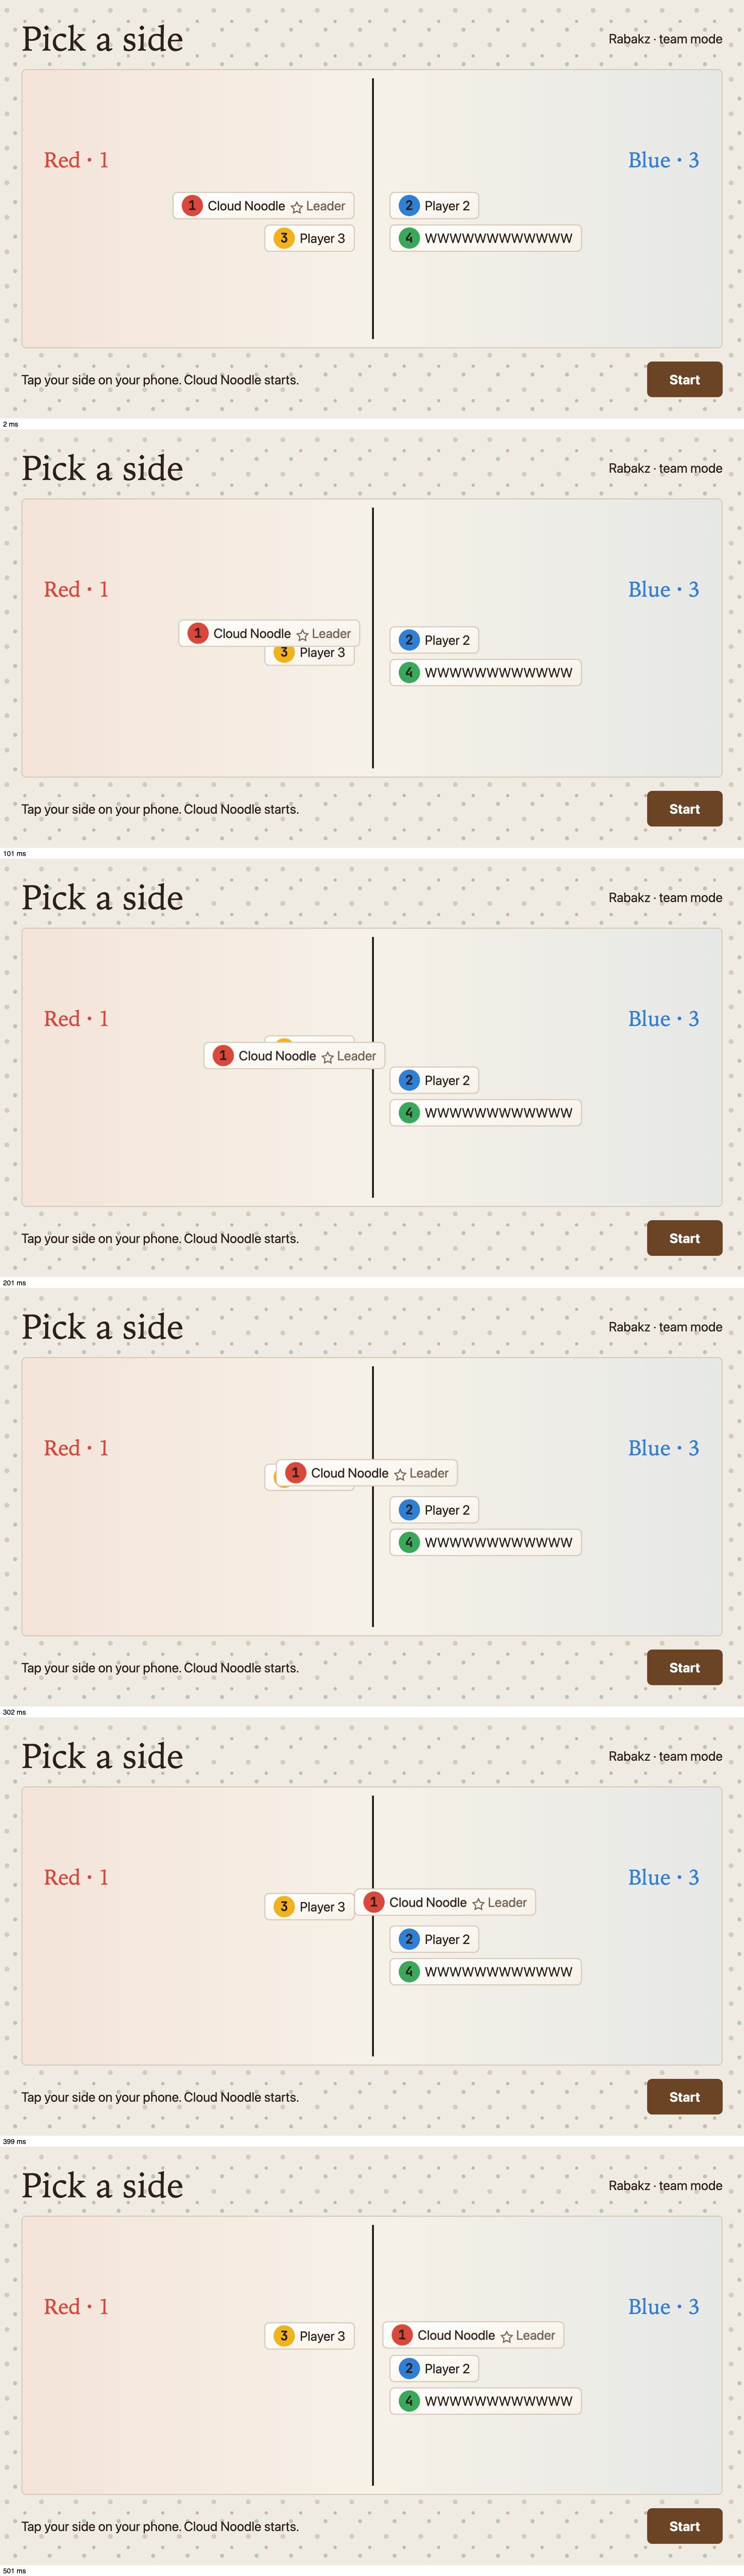 Pick a side
Rabakz · team mode
Red · 1
Blue · 3
1 Cloud Noodle ☆ Leader
2 Player 2
3 Player 3
4 WWWWWWWWWWWW
Tap your side on your phone. Cloud Noodle starts.
Start
2 ms
Pick a side
Rabakz · team mode
Red · 1
Blue · 3
1 Cloud Noodle ☆ Leader
2 Player 2
3 Player 3
4 WWWWWWWWWWWW
Tap your side on your phone. Cloud Noodle starts.
Start
101 ms
Pick a side
Rabakz · team mode
Red · 1
Blue · 3
1 Cloud Noodle ☆ Leader
2 Player 2
4 WWWWWWWWWWWW
Tap your side on your phone. Cloud Noodle starts.
Start
201 ms
Pick a side
Rabakz · team mode
Red · 1
Blue · 3
1 Cloud Noodle ☆ Leader
2 Player 2
4 WWWWWWWWWWWW
Tap your side on your phone. Cloud Noodle starts.
Start
302 ms
Pick a side
Rabakz · team mode
Red · 1
Blue · 3
3 Player 3
1 Cloud Noodle ☆ Leader
2 Player 2
4 WWWWWWWWWWWW
Tap your side on your phone. Cloud Noodle starts.
Start
399 ms
Pick a side
Rabakz · team mode
Red · 1
Blue · 3
3 Player 3
1 Cloud Noodle ☆ Leader
2 Player 2
4 WWWWWWWWWWWW
Tap your side on your phone. Cloud Noodle starts.
Start
501 ms